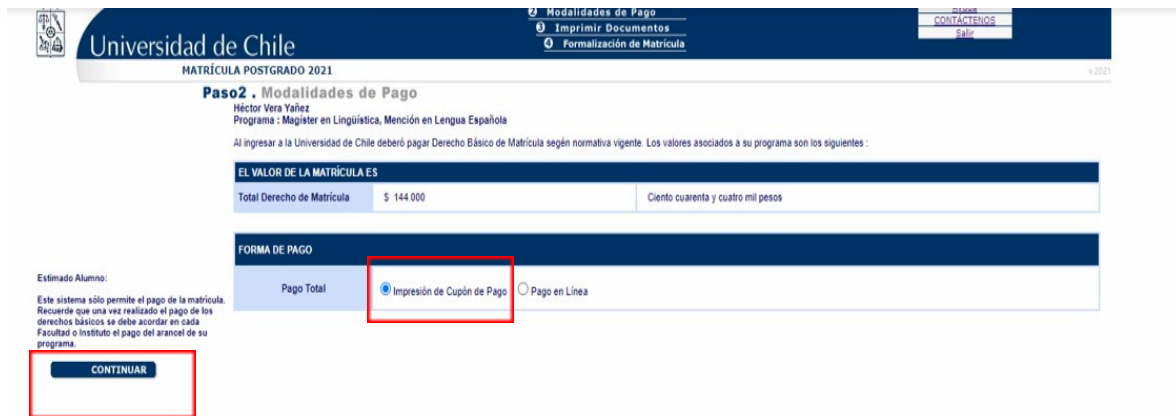 ❷ Modalidades de Pago
❸ Imprimir Documentos
❹ Formalización de Matrícula
CONTÁCTENOS
Salir
Universidad de Chile
MATRÍCULA POSTGRADO 2021
v.2021
Paso2 . Modalidades de Pago
Héctor Vera Yañez
Programa : Magíster en Lingüística, Mención en Lengua Española
Al ingresar a la Universidad de Chile deberó pagar Derecho Básico de Matrícula segén normativa vigente. Los valores asociados a su programa son los siguientes :
EL VALOR DE LA MATRÍCULA ES
Total Derecho de Matrícula $ 144.000 Ciento cuarenta y cuatro mil pesos
FORMA DE PAGO
Pago Total Impresión de Cupón de Pago Pago en Línea
Estimado Alumno:
Este sistema sólo permite el pago de la matrícula.
Recuerde que una vez realizado el pago de los
derechos básicos se debe acordar en cada
Facultad o Instituto el pago del arancel de su
programa.
CONTINUAR